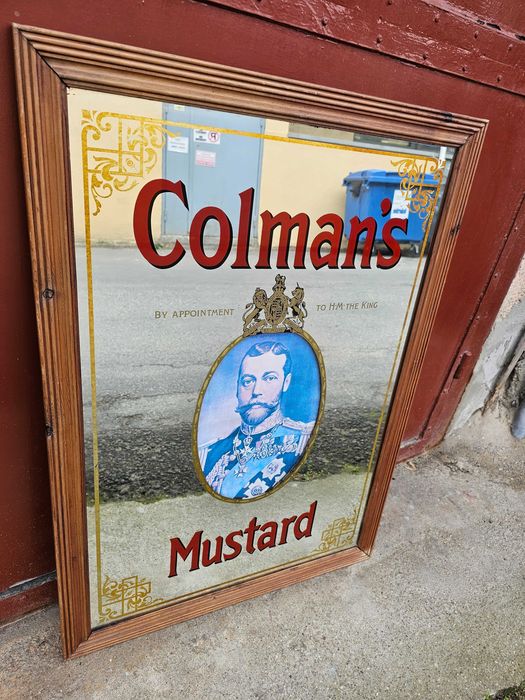 Colman's
BY APPOINTMENT TO H·M·THE KING
Mustard